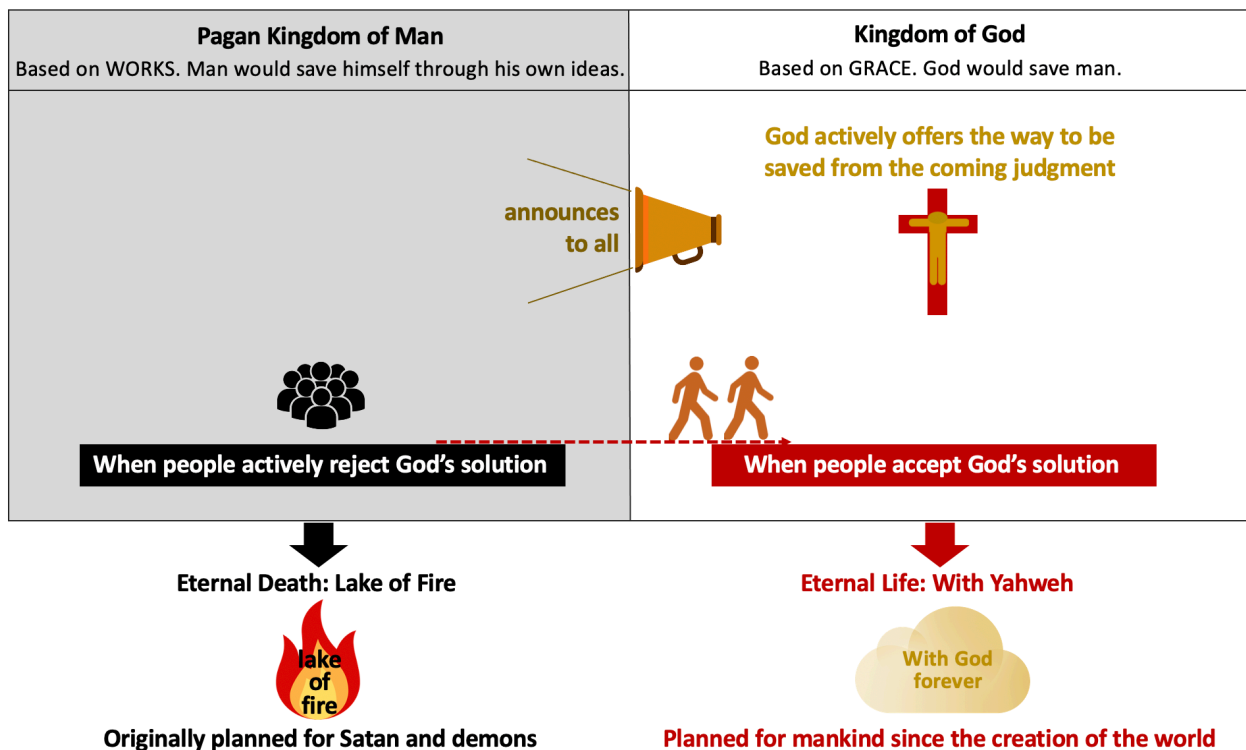 Pagan Kingdom of Man
Based on WORKS. Man would save himself through his own ideas.
Kingdom of God
Based on GRACE. God would save man.
God actively offers the way to be
saved from the coming judgment
announces
to all
When people actively reject God's solution
When people accept God's solution
Eternal Death: Lake of Fire
lake
of
fire
Originally planned for Satan and demons
Eternal Life: With Yahweh
With God
forever
Planned for mankind since the creation of the world